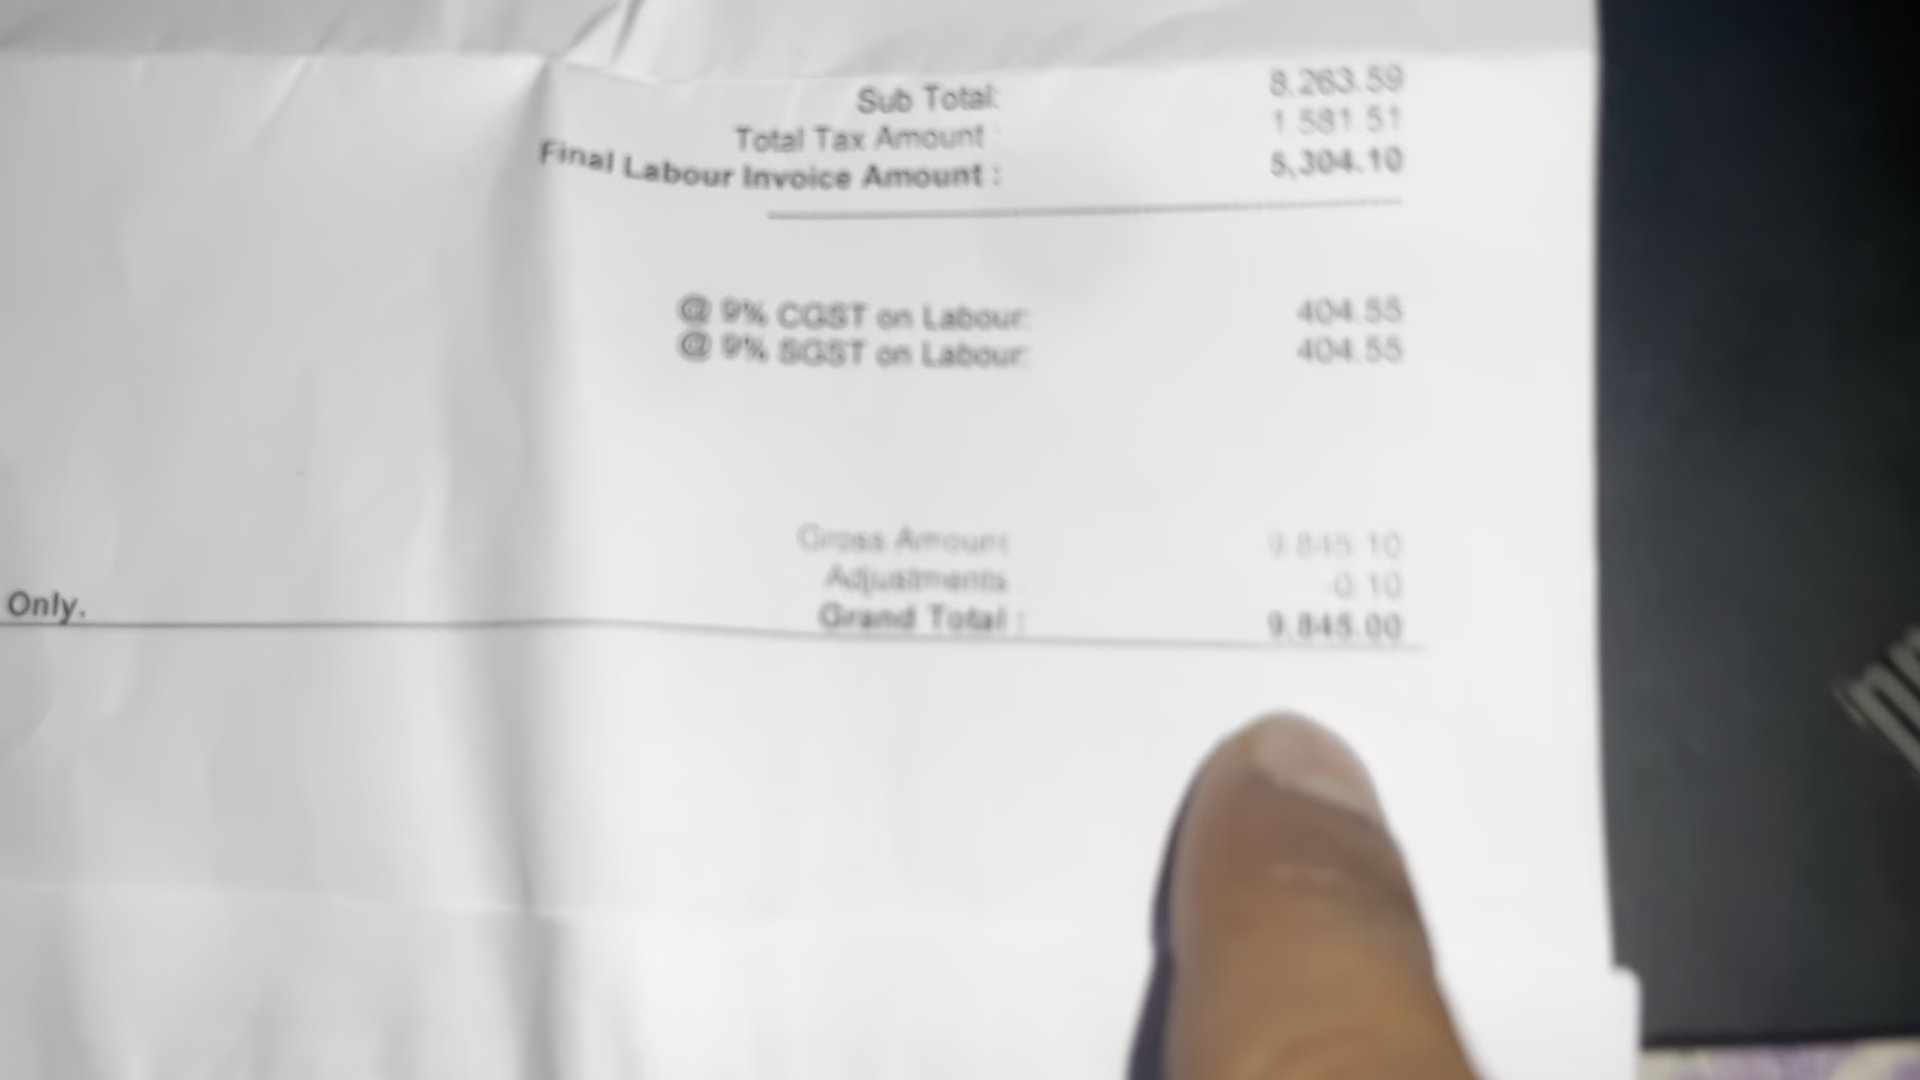 Sub Total: 8,263.59
Total Tax Amount : 1 581.51
Final Labour Invoice Amount : 5,304.10
@ 9% CGST on Labour: 404.55
@ 9% SGST on Labour: 404.55
Gross Amount 9 845.10
Adjustments -0.10
Only. Grand Total : 9,845.00